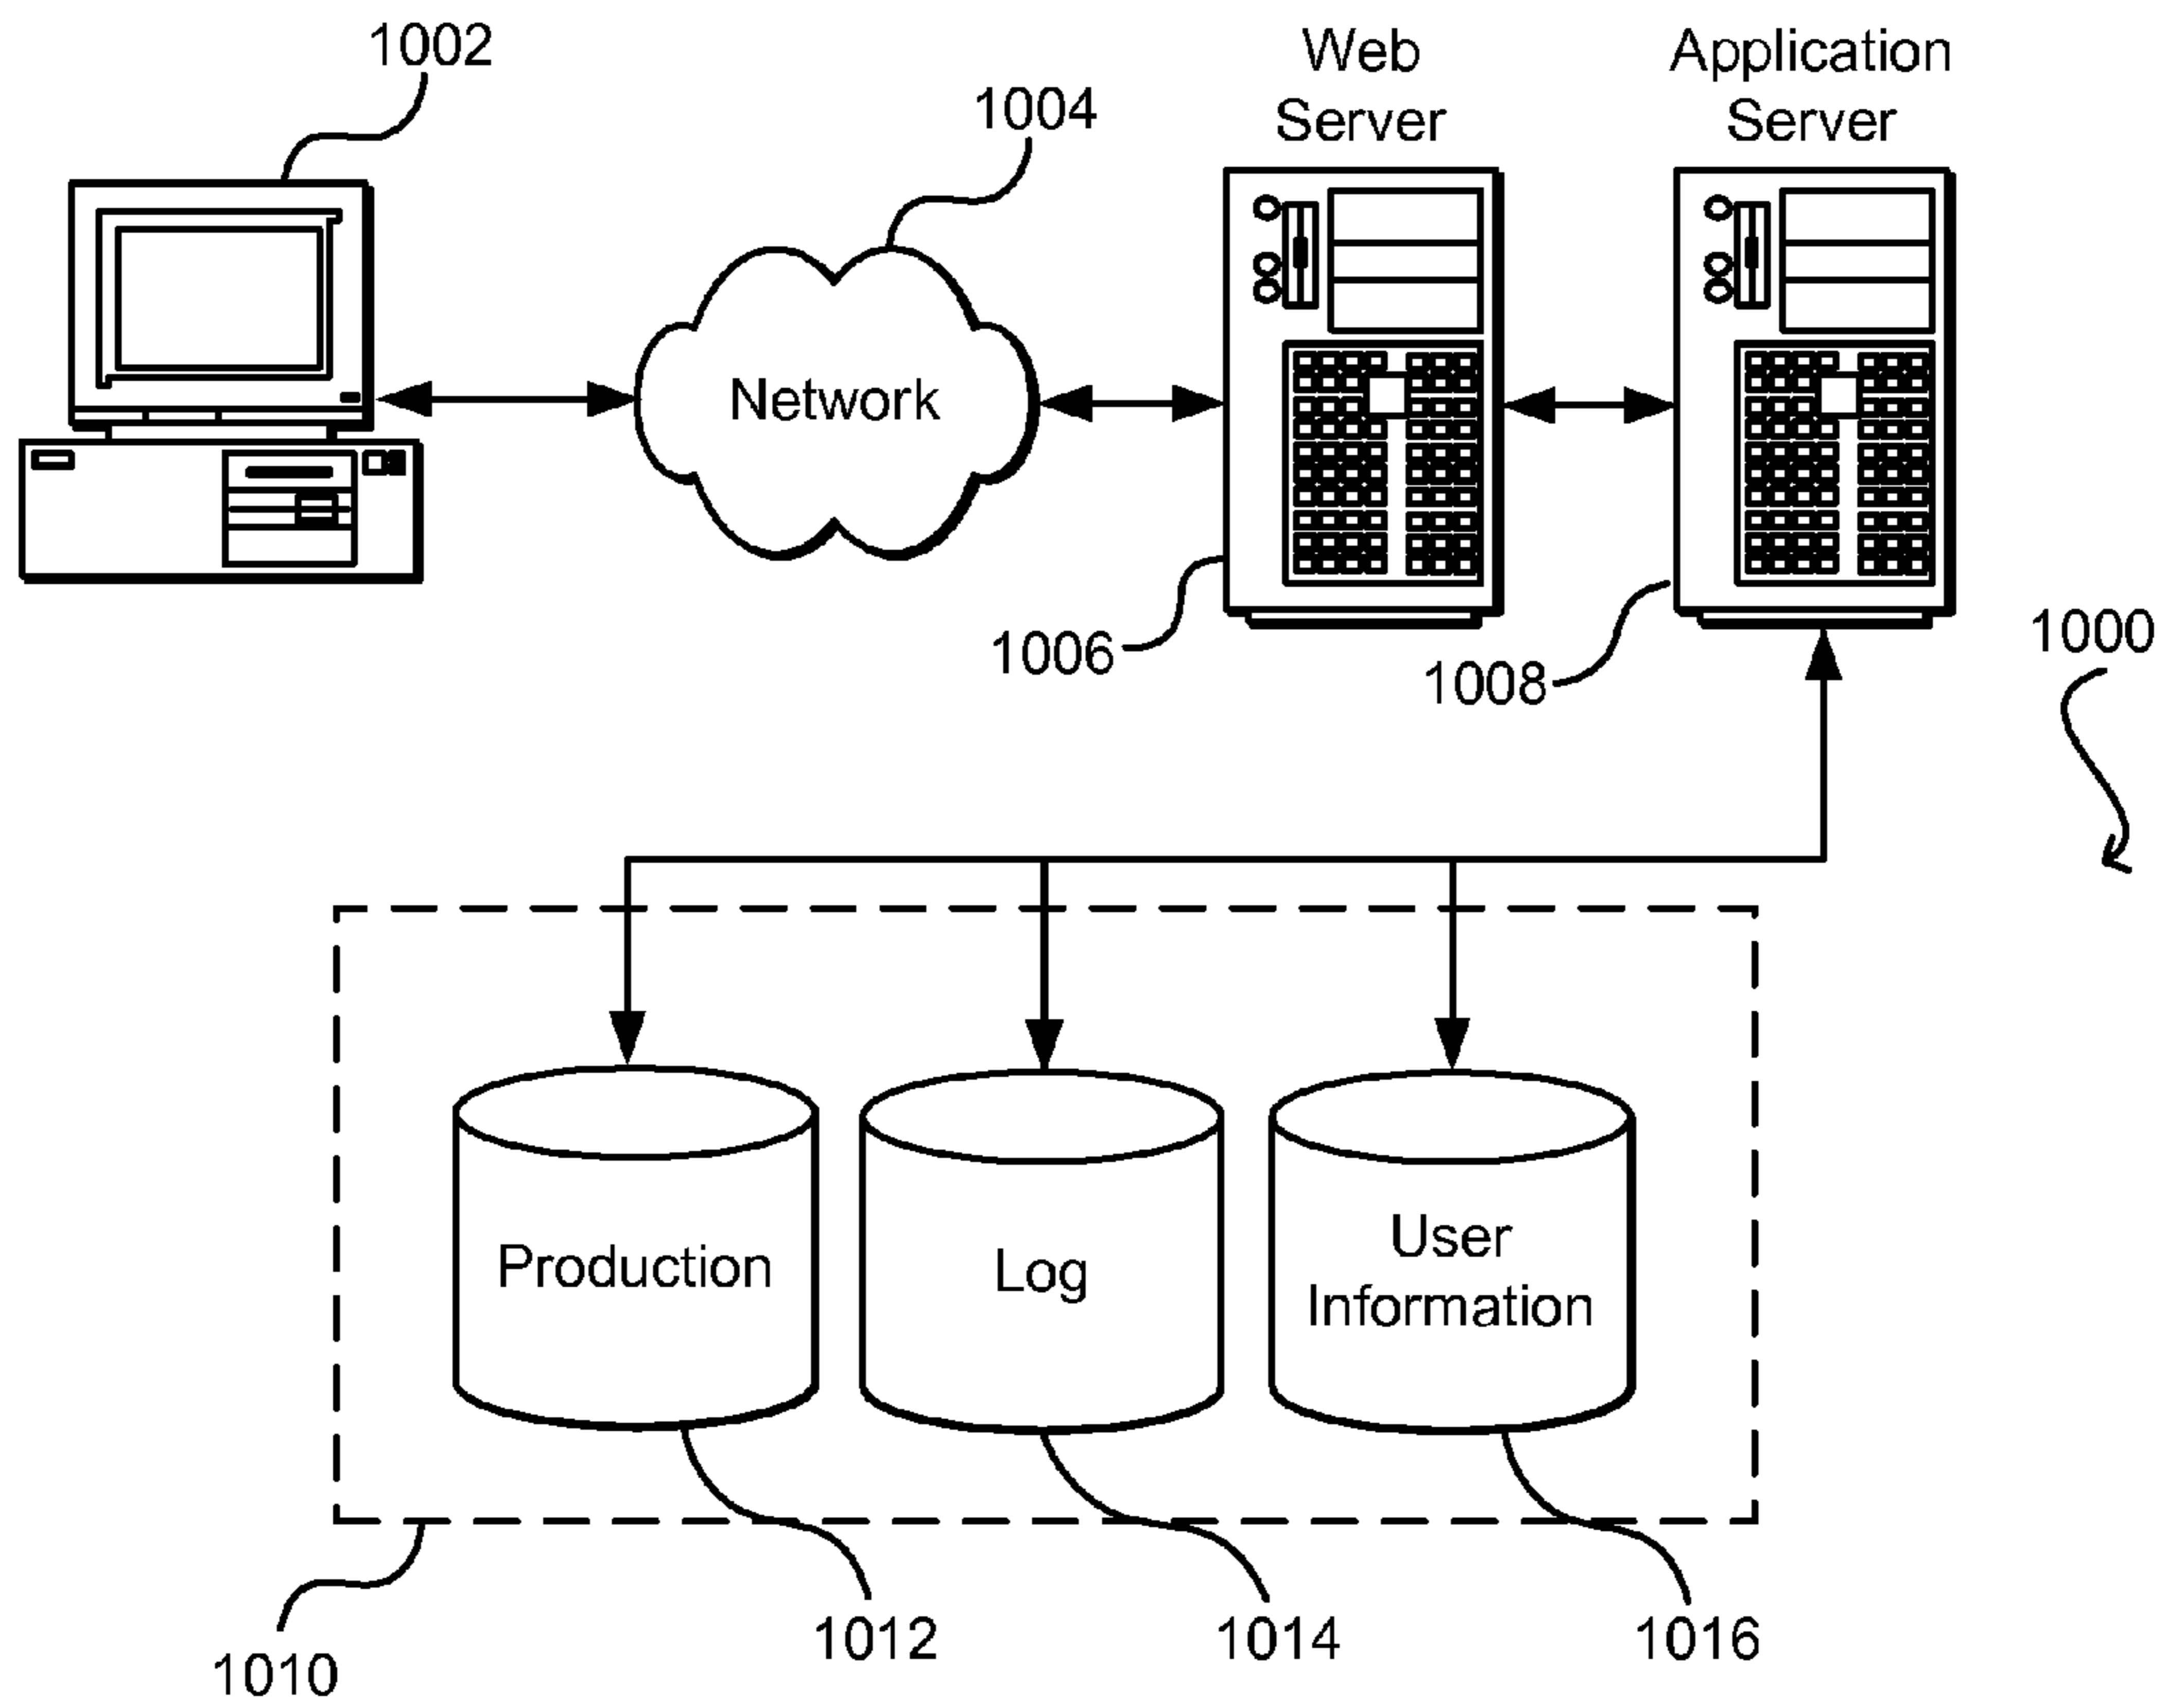 1002
1004
Web
Server
Application
Server
Network
1006
1008
1000
Production
Log
User
Information
1010
1012
1014
1016